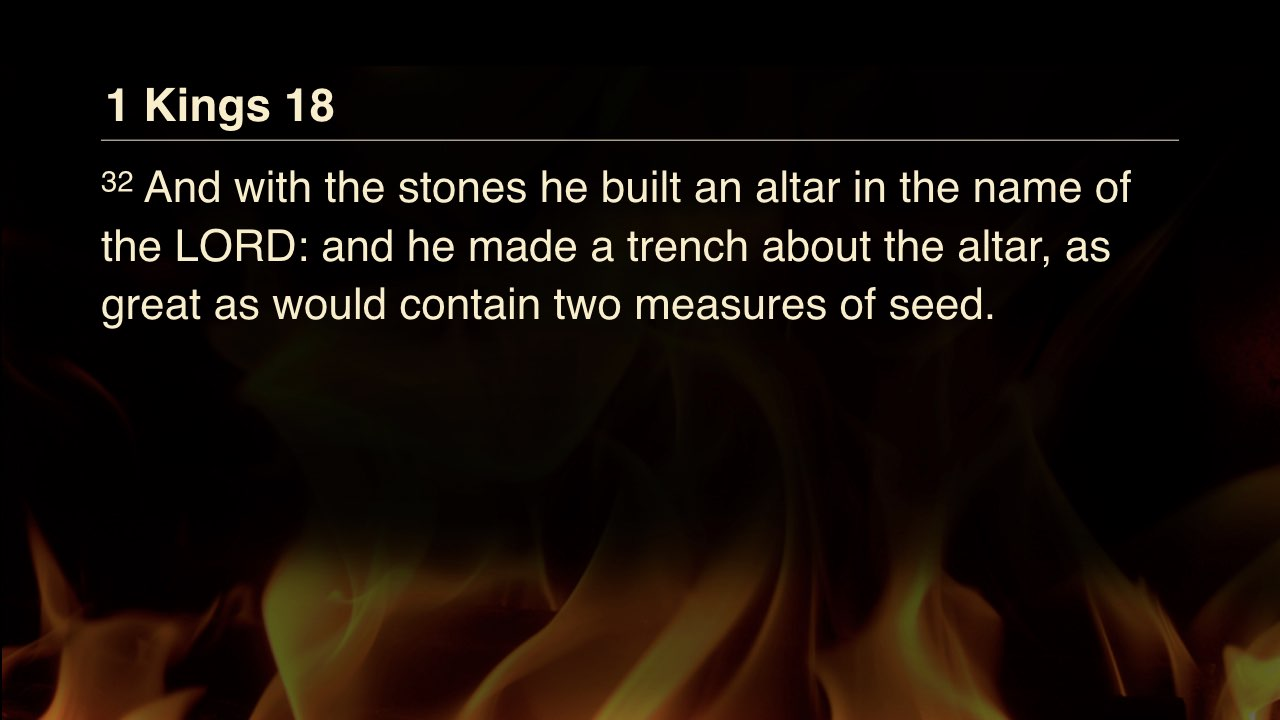 1 Kings 18
32 And with the stones he built an altar in the name of
the LORD: and he made a trench about the altar, as
great as would contain two measures of seed.